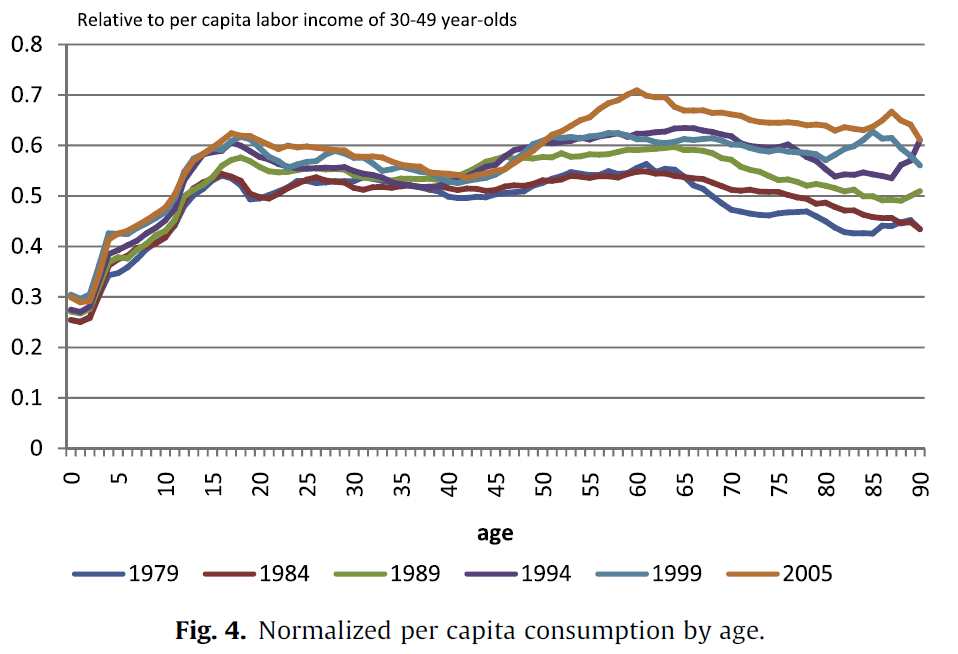 Relative to per capita labor income of 30-49 year-olds
0.8
0.7
0.6
0.5
0.4
0.3
0.2
0.1
0
0 5 10 15 20 25 30 35 40 45 50 55 60 65 70 75 80 85 90
age
1979 1984 1989 1994 1999 2005
Fig. 4. Normalized per capita consumption by age.